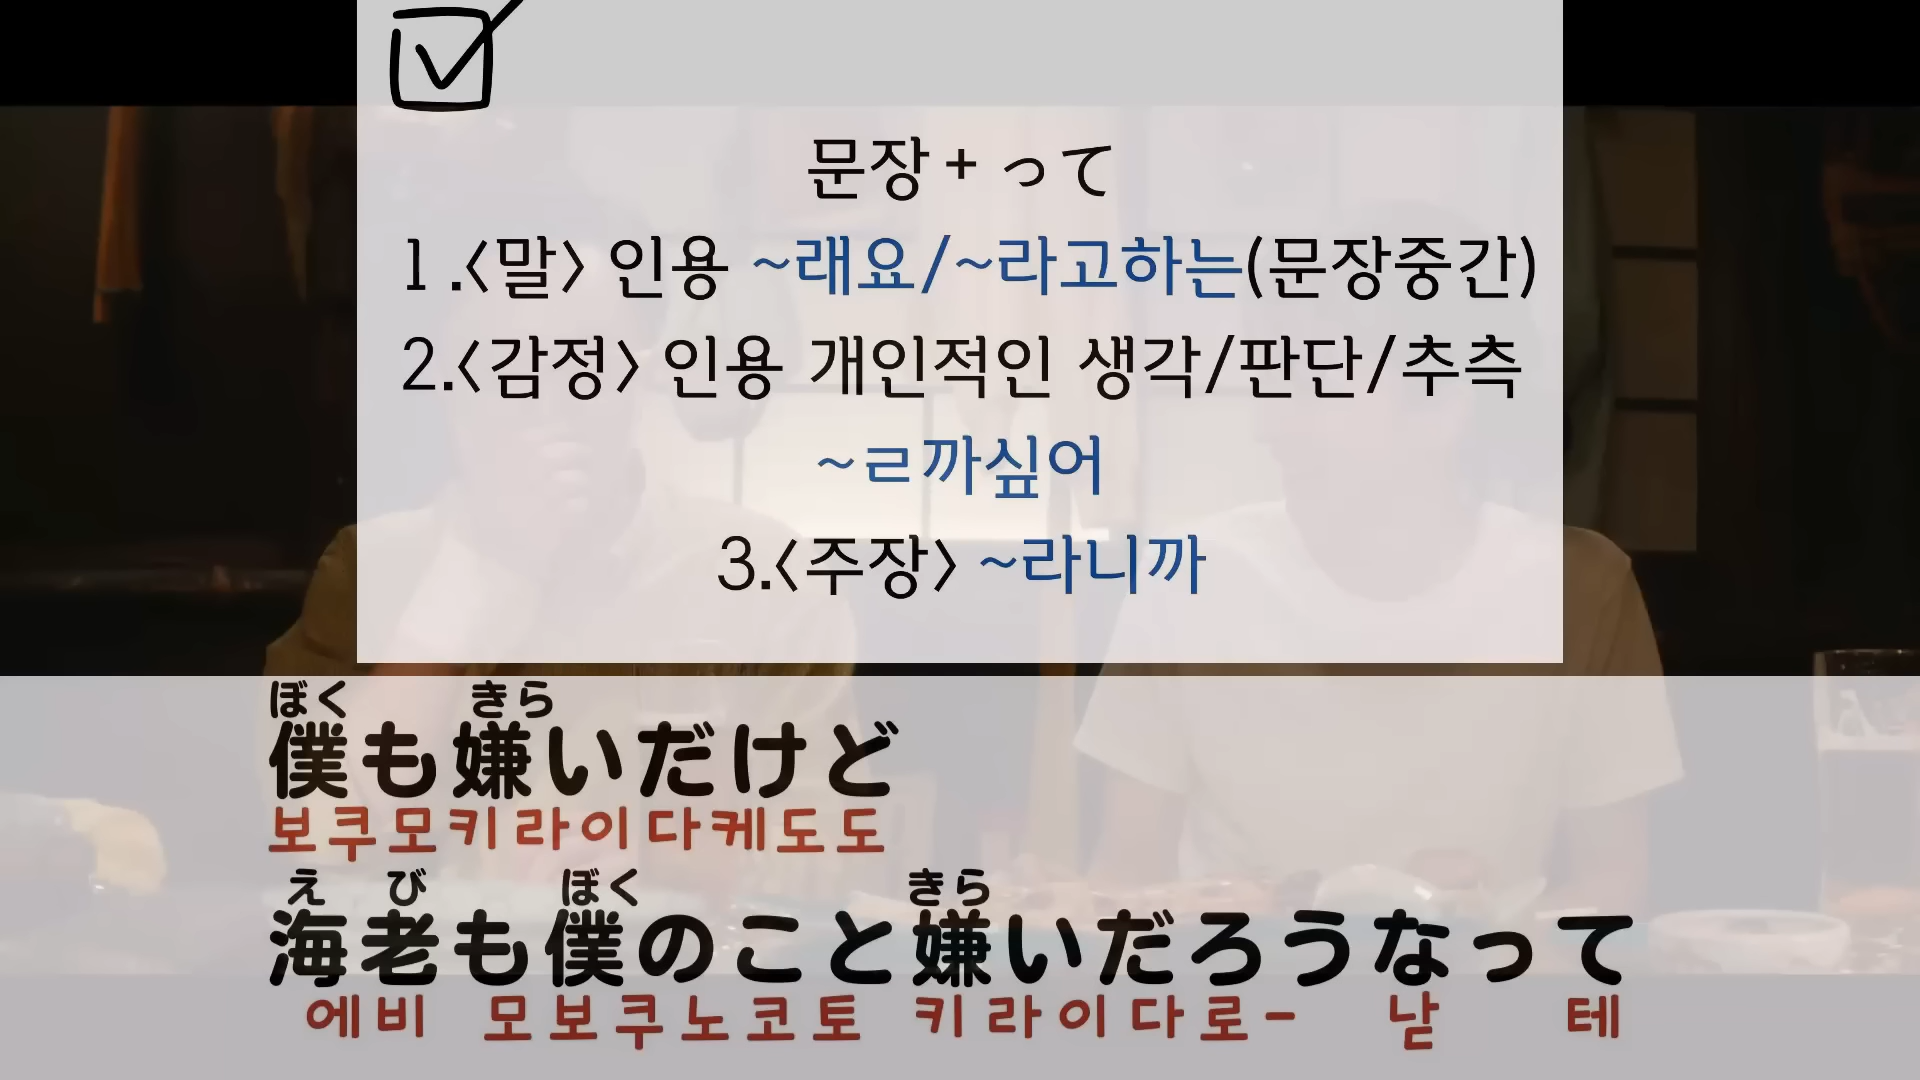 문장 + って
1.<말> 인용 ~래요/~라고하는(문장중간)
2.<감정> 인용 개인적인 생각/판단/추측
~ㄹ까싶어
3.<주장> ~라니까
ぼく きら
僕も嫌いだけど
보쿠모키라이다케도도
え び ぼく きら
海老も僕のこと嫌いだろうなって
에비 모보쿠노코토 키라이다로- 낟 테